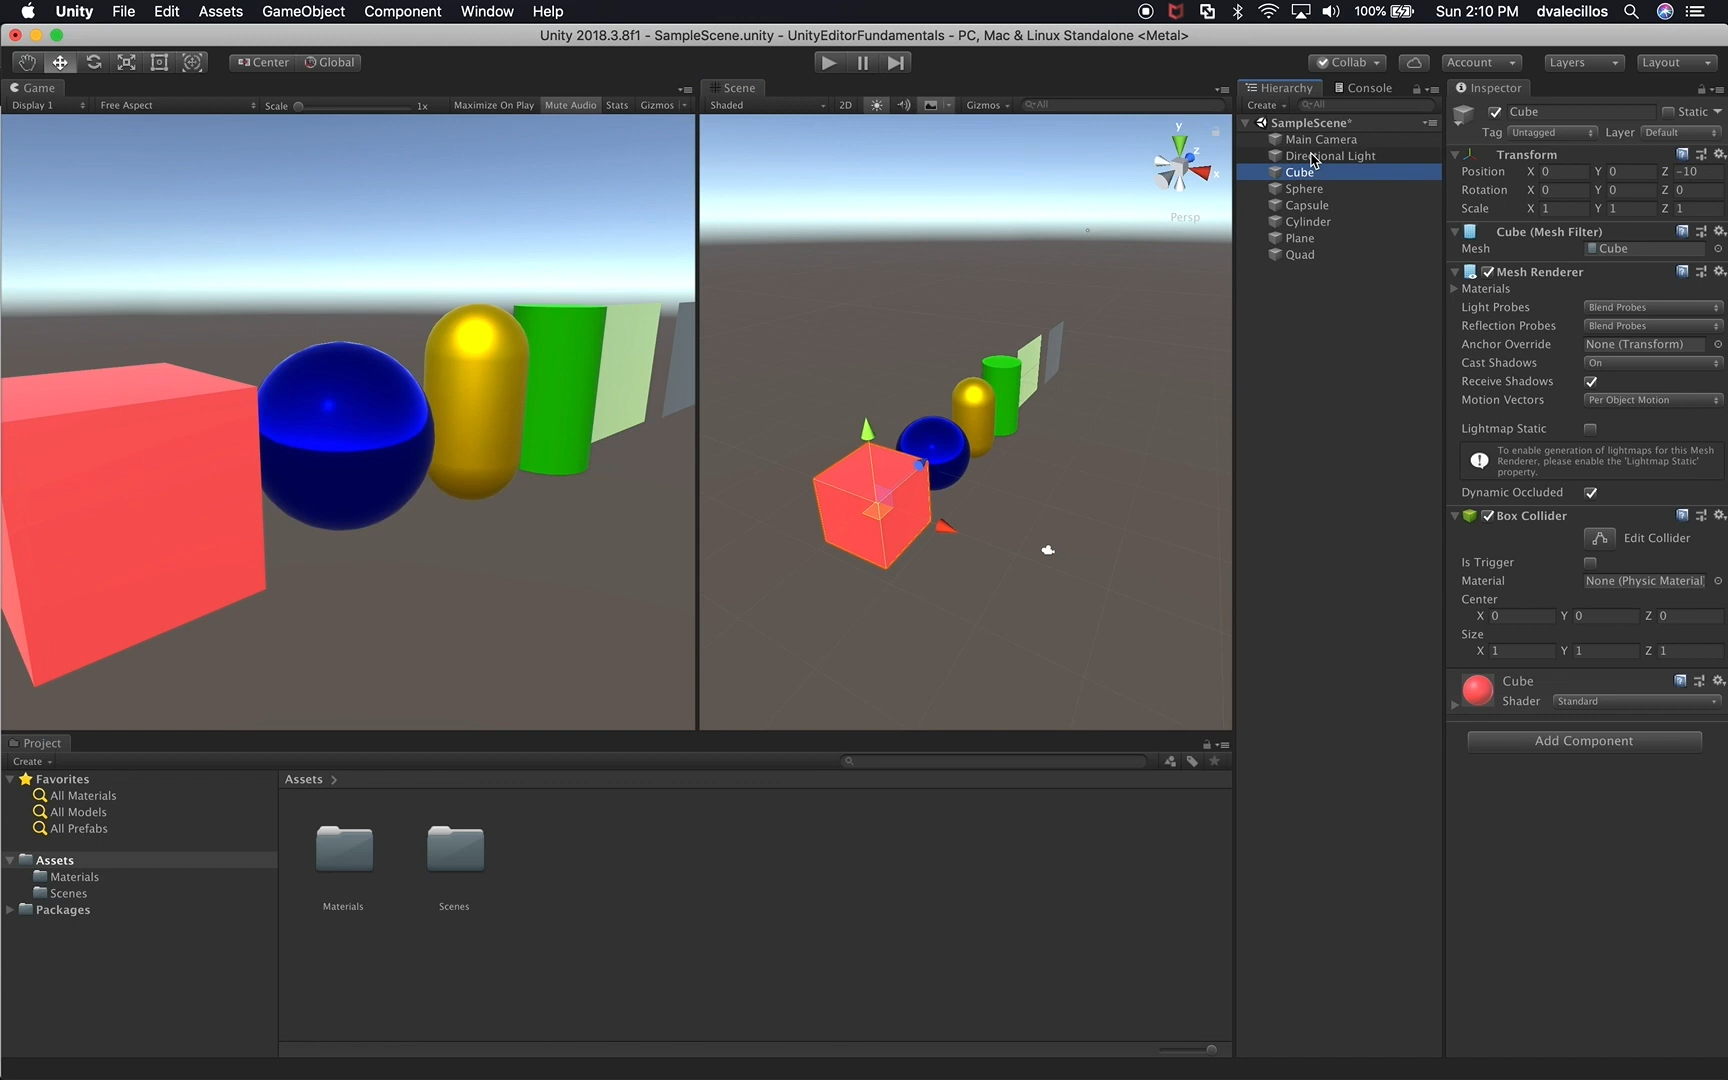 Unity File Edit Assets GameObject Component Window Help 100% Sun 2:10 PM dvalecillos
Unity 2018.3.8f1 - SampleScene.unity - UnityEditorFundamentals - PC, Mac & Linux Standalone <Metal>
Center Global Collab Account Layers Layout
Game
Display 1 Free Aspect Scale 1x Maximize On Play Mute Audio Stats Gizmos
Scene
Shaded 2D Gizmos All
y
z
x
Persp
Hierarchy Console
Create All
SampleScene*
Main Camera
Directional Light
Cube
Sphere
Capsule
Cylinder
Plane
Quad
Inspector
Cube Static
Tag Untagged Layer Default
Transform
Position X 0 Y 0 Z -10
Rotation X 0 Y 0 Z 0
Scale X 1 Y 1 Z 1
Cube (Mesh Filter)
Mesh Cube
Mesh Renderer
Materials
Light Probes Blend Probes
Reflection Probes Blend Probes
Anchor Override None (Transform)
Cast Shadows On
Receive Shadows
Motion Vectors Per Object Motion
Lightmap Static
To enable generation of lightmaps for this Mesh
Renderer, please enable the 'Lightmap Static'
property.
Dynamic Occluded
Box Collider
Edit Collider
Is Trigger
Material None (Physic Material)
Center
X 0 Y 0 Z 0
Size
X 1 Y 1 Z 1
Cube
Shader Standard
Add Component
Project
Create
Favorites
All Materials
All Models
All Prefabs
Assets
Materials
Scenes
Packages
Assets
Materials Scenes